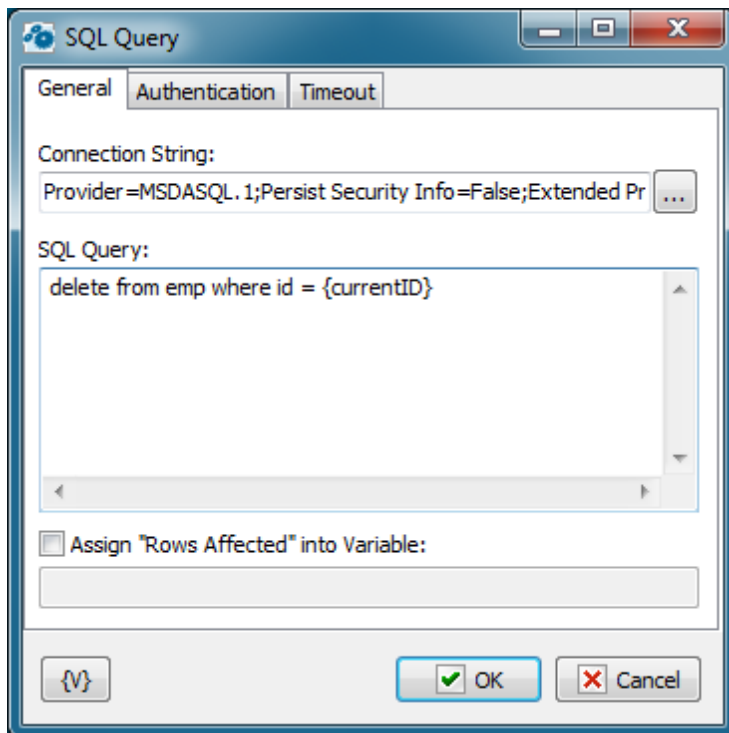 SQL Query
General Authentication Timeout
Connection String:
Provider=MSDASQL.1;Persist Security Info=False;Extended Pr ...
SQL Query:
delete from emp where id = {currentID}
Assign "Rows Affected" into Variable:
{V} OK Cancel